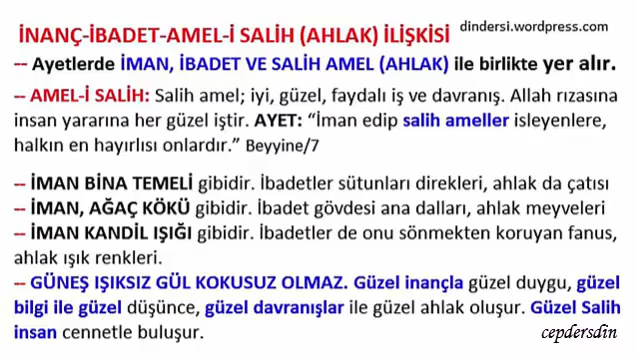 İNANÇ-İBADET-AMEL-İ SALİH (AHLAK) İLİŞKİSİ dindersi.wordpress.com
-- Ayetlerde İMAN, İBADET VE SALİH AMEL (AHLAK) ile birlikte yer alır.
-- AMEL-İ SALİH: Salih amel; iyi, güzel, faydalı iş ve davranış. Allah rızasına
insan yararına her güzel iştir. AYET: “İman edip salih ameller isleyenlere,
halkın en hayırlısı onlardır.” Beyyine/7
-- İMAN BİNA TEMELİ gibidir. İbadetler sütunları direkleri, ahlak da çatısı
-- İMAN, AĞAÇ KÖKÜ gibidir. İbadet gövdesi ana dalları, ahlak meyveleri
-- İMAN KANDİL IŞIĞI gibidir. İbadetler de onu sönmekten koruyan fanus,
ahlak ışık renkleri.
-- GÜNEŞ IŞIKSIZ GÜL KOKUSUZ OLMAZ. Güzel inançla güzel duygu, güzel
bilgi ile güzel düşünce, güzel davranışlar ile güzel ahlak oluşur. Güzel Salih
insan cennetle buluşur.
cepdersdin